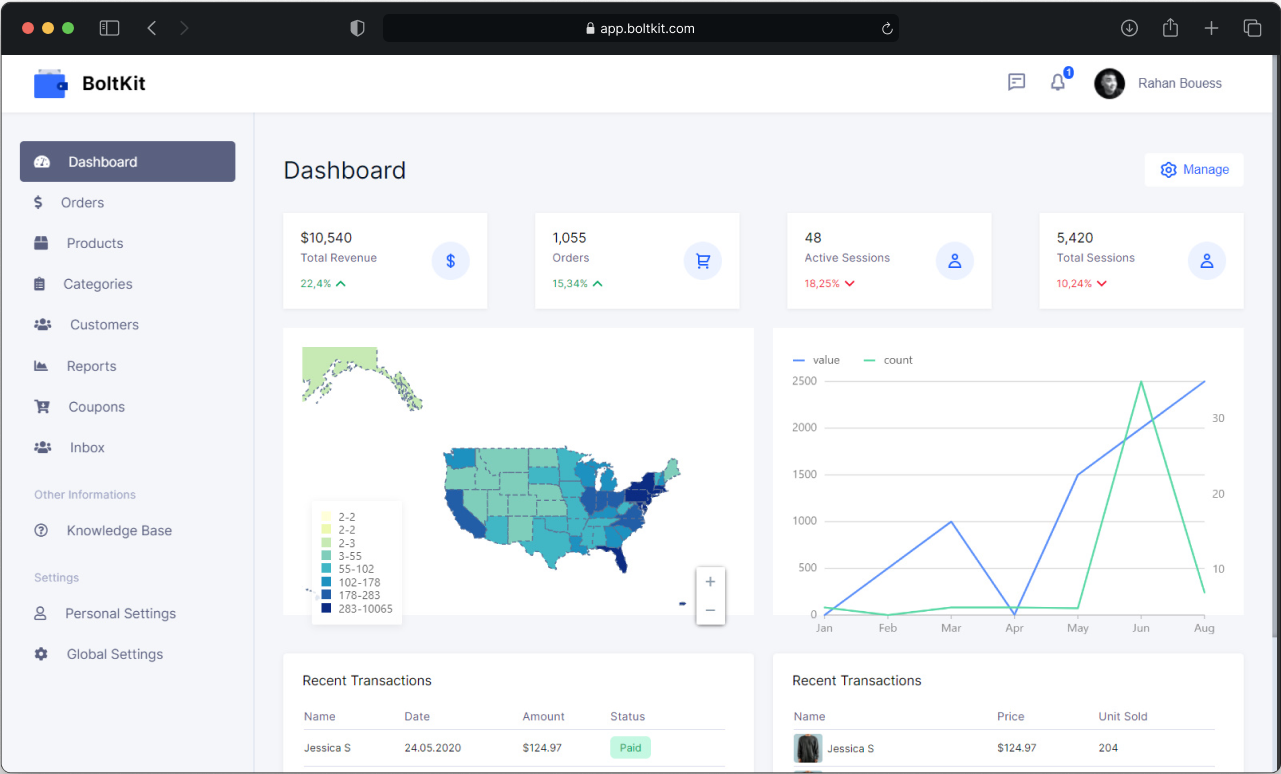 app.boltkit.com
BoltKit
1
Rahan Bouess
Dashboard
Orders
Products
Categories
Customers
Reports
Coupons
Inbox
Other Informations
Knowledge Base
Settings
Personal Settings
Global Settings
Dashboard
Manage
$10,540
Total Revenue
22,4%
$
1,055
Orders
15,34%
48
Active Sessions
18,25%
5,420
Total Sessions
10,24%
2-2
2-2
2-3
3-55
55-102
102-178
178-283
283-10065
+
−
value count
2500
2000
1500
1000
500
0
30
20
10
Jan Feb Mar Apr May Jun Aug
Recent Transactions
Name Date Amount Status
Jessica S 24.05.2020 $124.97 Paid
Recent Transactions
Name Price Unit Sold
Jessica S $124.97 204